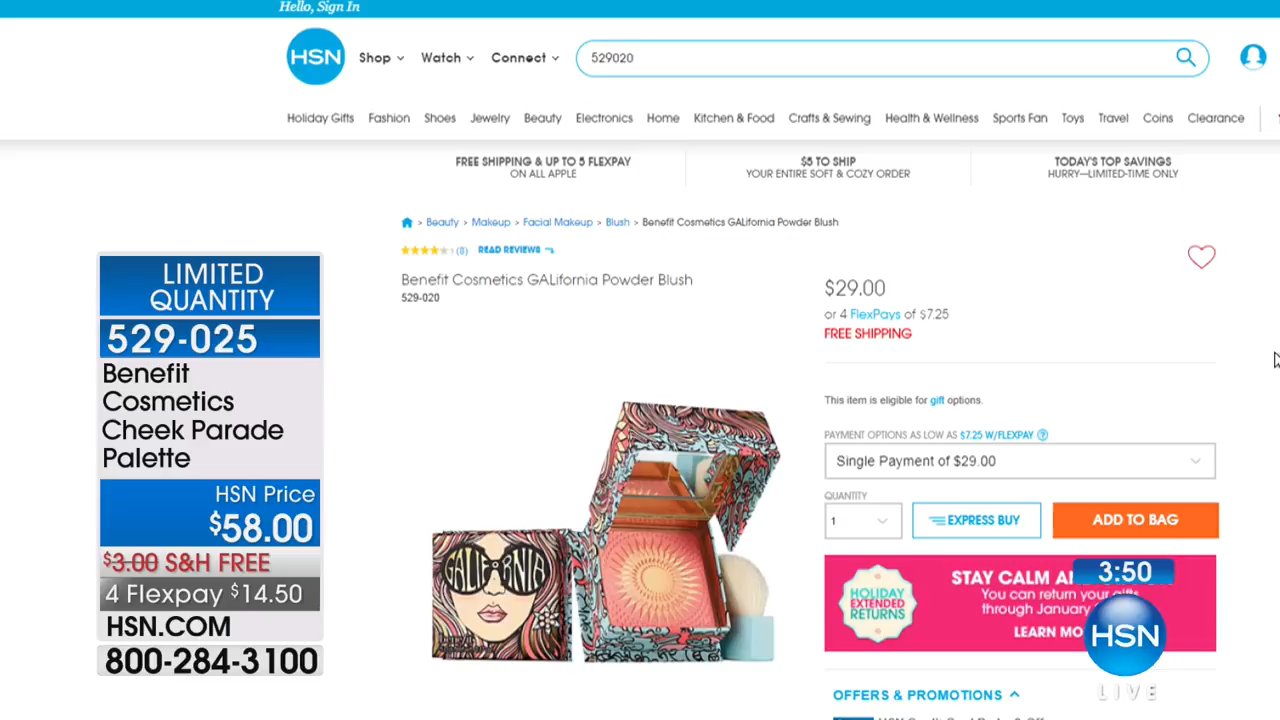 Hello, Sign In
HSN
Shop
Watch
Connect
529020
Holiday Gifts
Fashion
Shoes
Jewelry
Beauty
Electronics
Home
Kitchen & Food
Crafts & Sewing
Health & Wellness
Sports Fan
Toys
Travel
Coins
Clearance
FREE SHIPPING & UP TO 5 FLEXPAY
ON ALL APPLE
$5 TO SHIP
YOUR ENTIRE SOFT & COZY ORDER
TODAY'S TOP SAVINGS
HURRY—LIMITED-TIME ONLY
> Beauty > Makeup > Facial Makeup > Blush > Benefit Cosmetics GALifornia Powder Blush
(8) READ REVIEWS
Benefit Cosmetics GALifornia Powder Blush
529-020
$29.00
or 4 FlexPays of $7.25
FREE SHIPPING
This item is eligible for gift options.
PAYMENT OPTIONS AS LOW AS $7.25 W/FLEXPAY ?
Single Payment of $29.00
QUANTITY
1
EXPRESS BUY
ADD TO BAG
HOLIDAY
EXTENDED
RETURNS
STAY CALM
You can return your gifts
through January
LEARN
OFFERS & PROMOTIONS
LIMITED
QUANTITY
529-025
Benefit
Cosmetics
Cheek Parade
Palette
HSN Price
$58.00
$3.00 S&H FREE
4 Flexpay $14.50
HSN.COM
800-284-3100
GALIFORNIA
3:50
HSN
LIVE